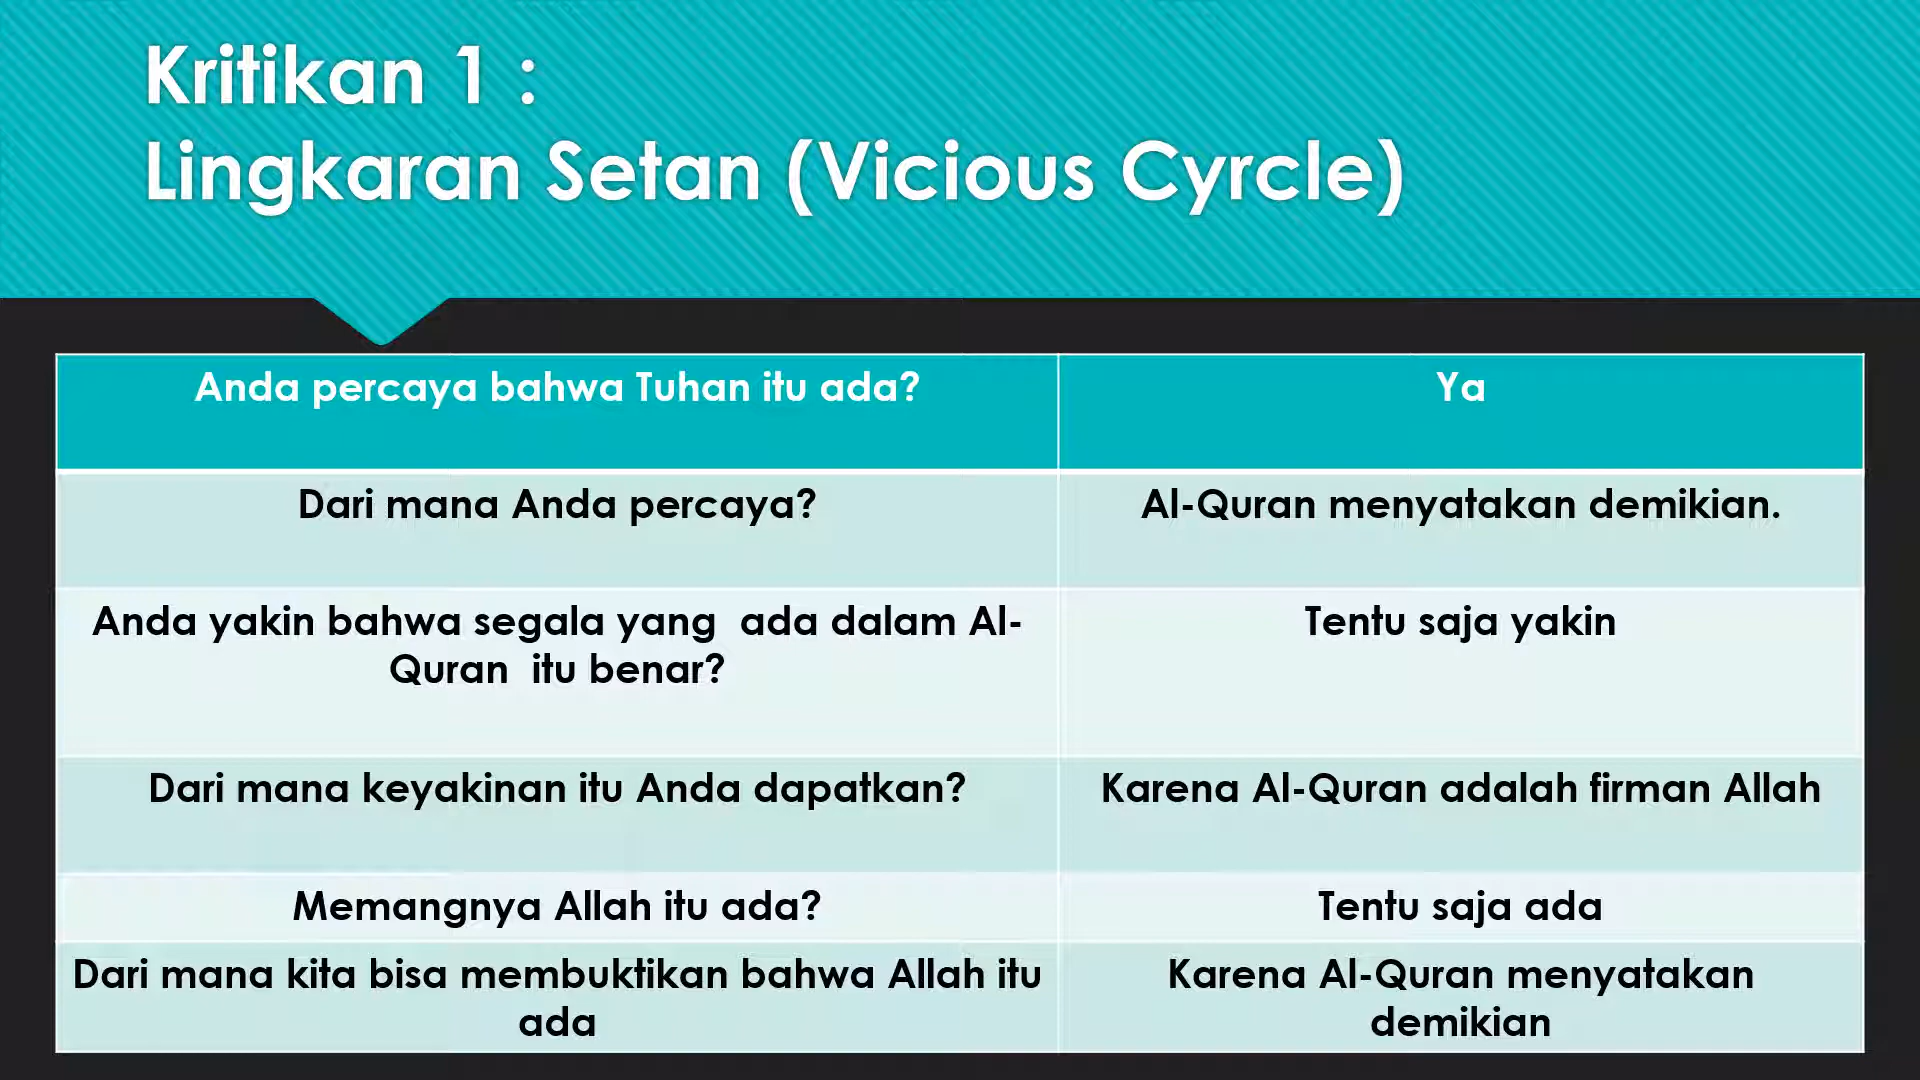 Kritikan 1 :
Lingkaran Setan (Vicious Cyrcle)
Anda percaya bahwa Tuhan itu ada?
Ya
Dari mana Anda percaya?
Al-Quran menyatakan demikian.
Anda yakin bahwa segala yang  ada dalam Al-
Quran  itu benar?
Tentu saja yakin
Dari mana keyakinan itu Anda dapatkan?
Karena Al-Quran adalah firman Allah
Memangnya Allah itu ada?
Tentu saja ada
Dari mana kita bisa membuktikan bahwa Allah itu
ada
Karena Al-Quran menyatakan
demikian